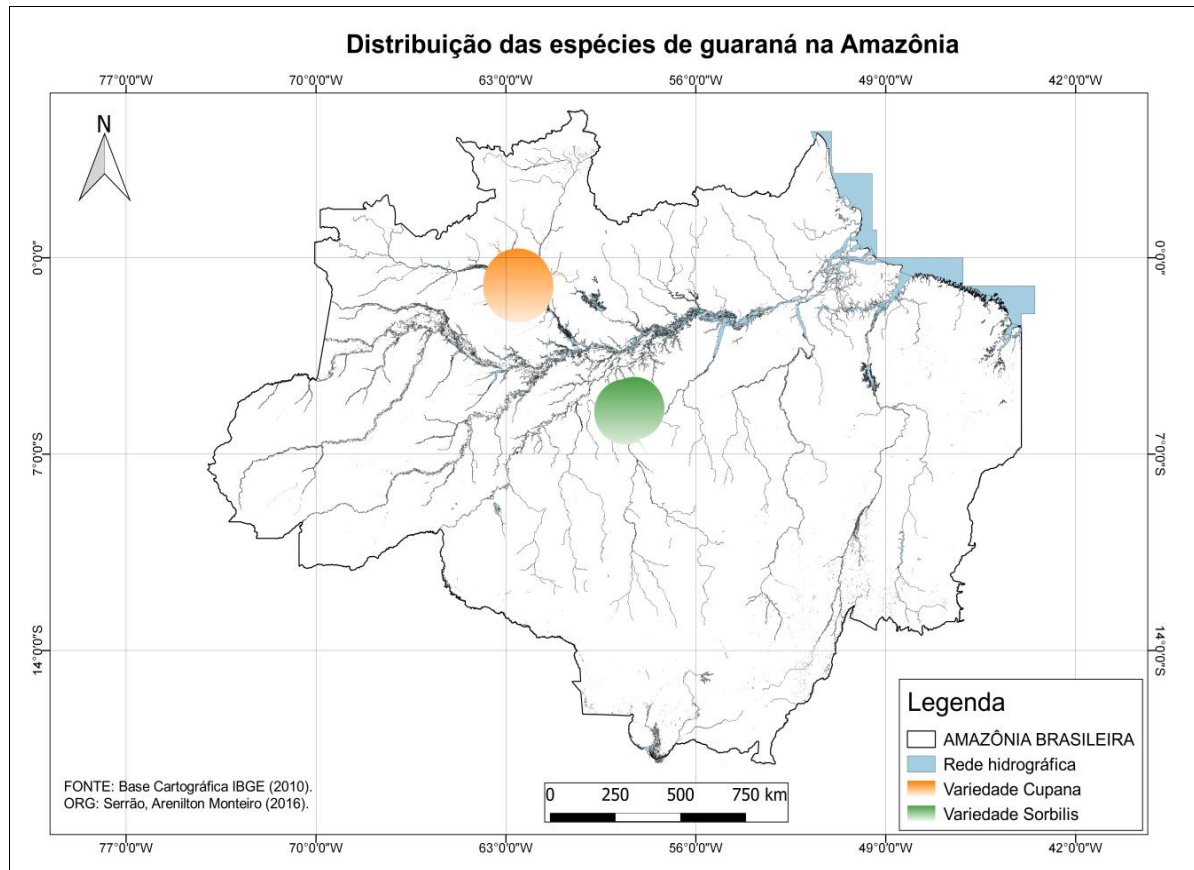 Distribuição das espécies de guaraná na Amazônia
77°0'0"W 70°0'0"W 63°0'0"W 56°0'0"W 49°0'0"W 42°0'0"W
N
0°0'0" 0°0'0"
7°0'0"S 7°0'0"S
14°0'0"S 14°0'0"S
Legenda
AMAZÔNIA BRASILEIRA
Rede hidrográfica
Variedade Cupana
Variedade Sorbilis
FONTE: Base Cartográfica IBGE (2010).
ORG: Serrão, Arenilton Monteiro (2016).
0 250 500 750 km
77°0'0"W 70°0'0"W 63°0'0"W 56°0'0"W 49°0'0"W 42°0'0"W